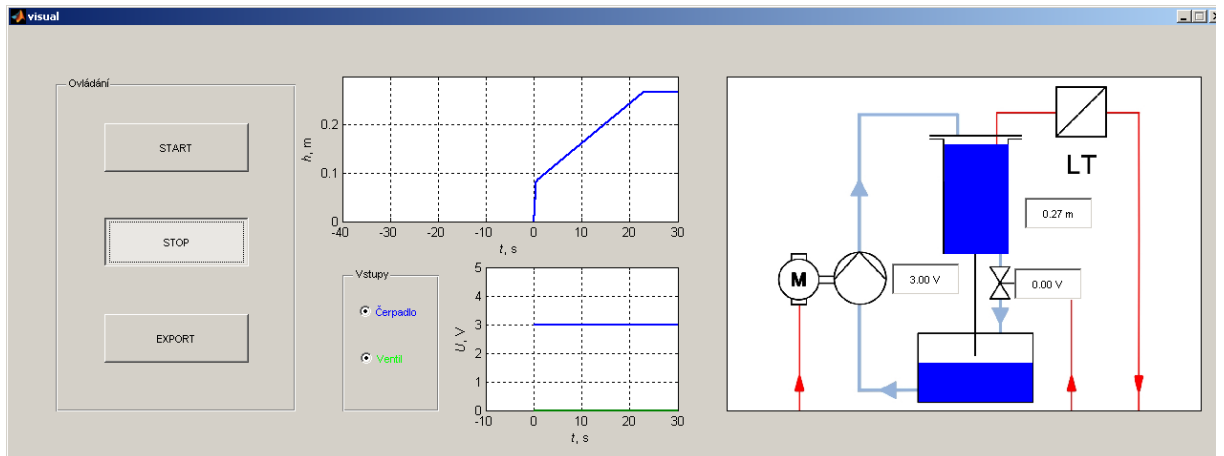 visual
Ovládání
START
STOP
EXPORT
h, m
0.2
0.1
0
-40 -30 -20 -10 0 10 20 30
t, s
Vstupy
Čerpadlo
Ventil
U, V
5
4
3
2
1
0
-10 0 10 20 30
t, s
LT
0.27 m
M
3.00 V
0.00 V